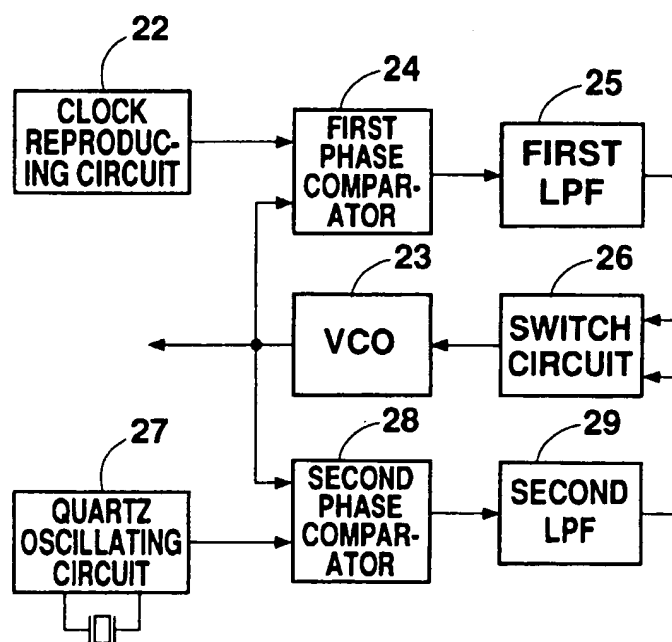 22
CLOCK
REPRODUC-
ING CIRCUIT
24
FIRST
PHASE
COMPAR-
ATOR
25
FIRST
LPF
23
VCO
26
SWITCH
CIRCUIT
27
QUARTZ
OSCILLATING
CIRCUIT
28
SECOND
PHASE
COMPAR-
ATOR
29
SECOND
LPF